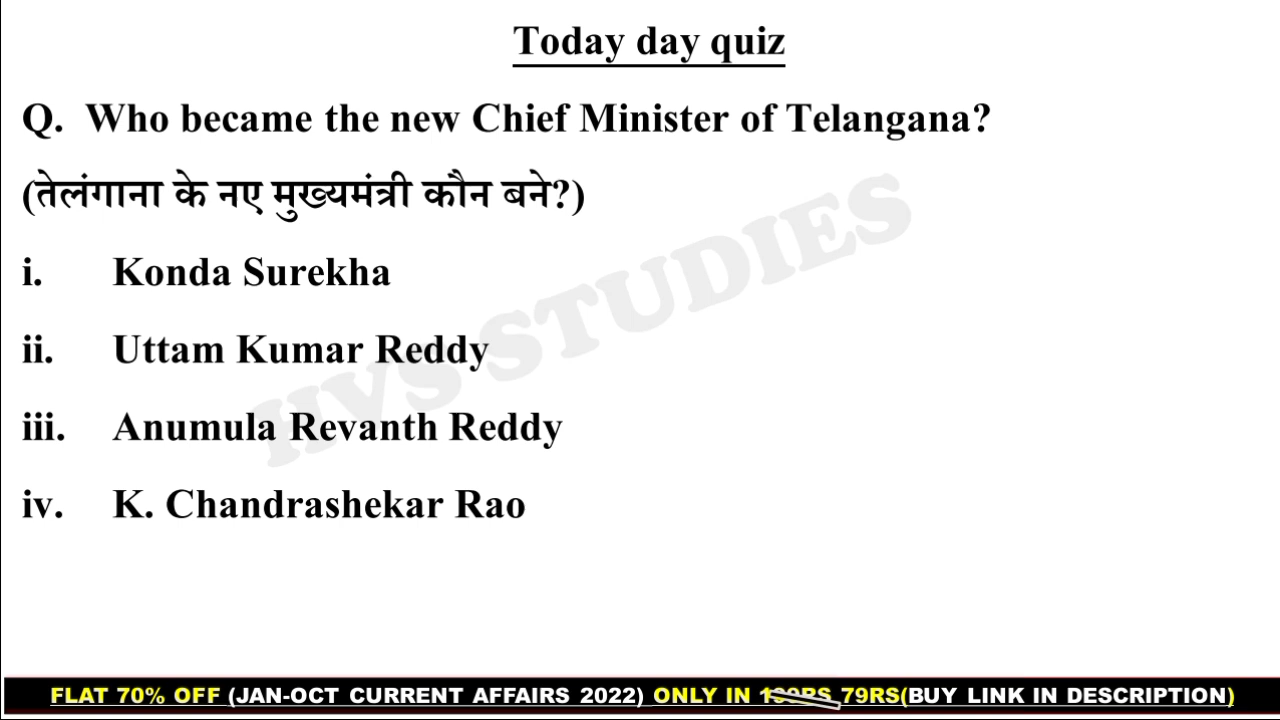 Today day quiz
Q. Who became the new Chief Minister of Telangana?
(तेलंगाना के नए मुख्यमंत्री कौन बने?)
HVS STUDIES
i. Konda Surekha
ii. Uttam Kumar Reddy
iii. Anumula Revanth Reddy
iv. K. Chandrashekar Rao
FLAT 70% OFF (JAN-OCT CURRENT AFFAIRS 2022) ONLY IN 79RS(BUY LINK IN DESCRIPTION)